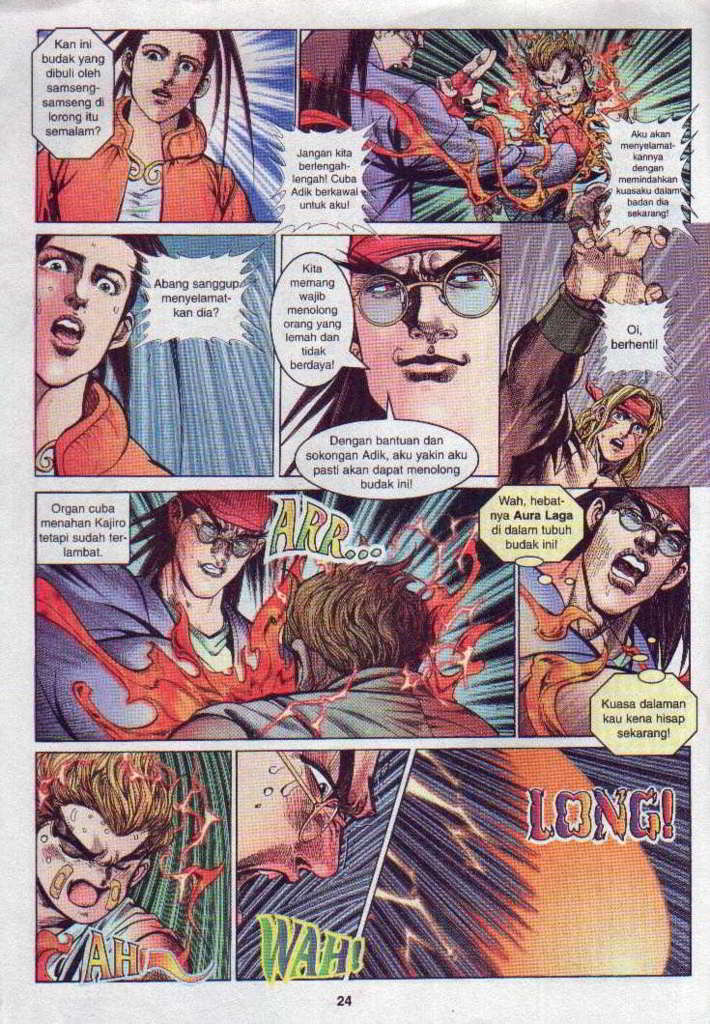 Kan ini
budak yang
dibuli oleh
samseng-
samseng di
lorong itu
semalam?
Jangan kita
berlengah-
lengah! Cuba
Adik berkawal
untuk aku!
Aku akan
menyelamat-
kannya
dengan
memindahkan
kuasaku dalam
badan dia
sekarang!
Abang sanggup
menyelamat-
kan dia?
Kita
memang
wajib
menolong
orang yang
lemah dan
tidak
berdaya!
Dengan bantuan dan
sokongan Adik, aku yakin aku
pasti akan dapat menolong
budak ini!
Oi,
berhenti!
Organ cuba
menahan Kajiro
tetapi sudah ter-
lambat.
ARR...
Wah, hebat-
nya Aura Laga
di dalam tubuh
budak ini!
Kuasa dalaman
kau kena hisap
sekarang!
AH
WAH!
LONG!
24